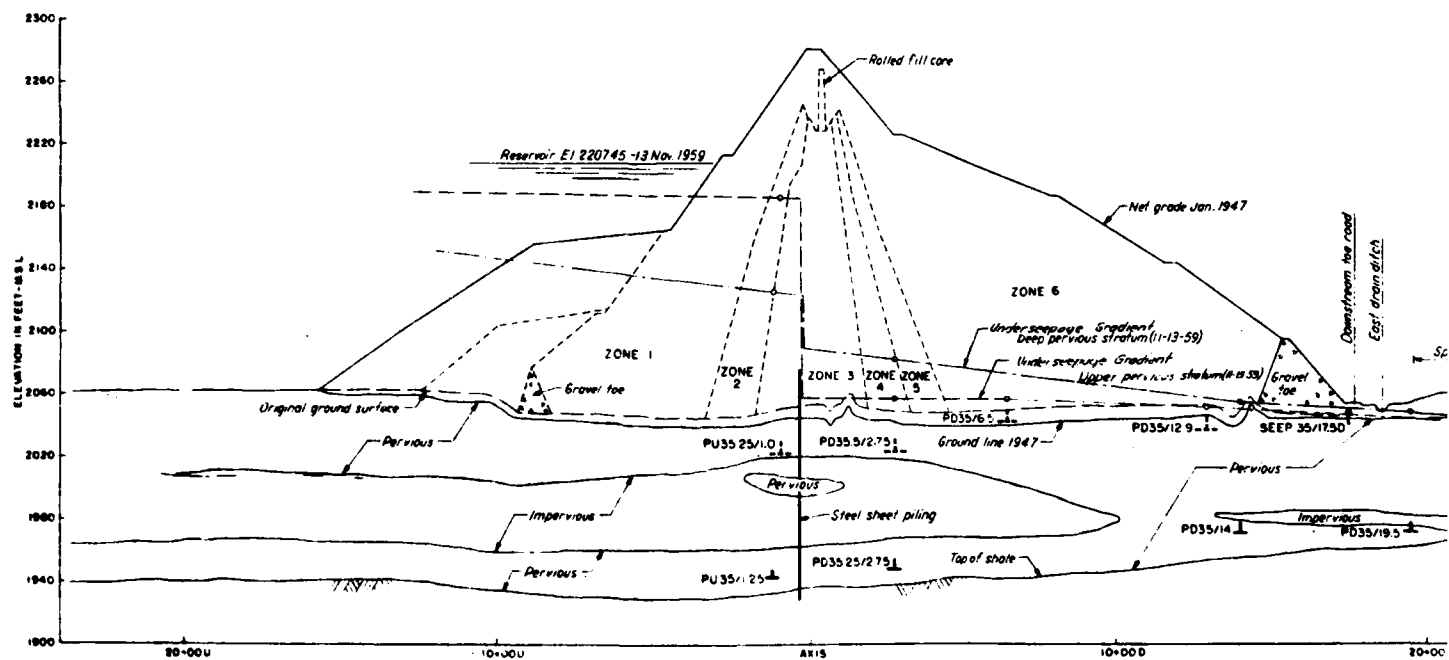 2300
2260
2260
2220
2180
2140
2100
2060
2020
1980
1940
1900
ELEVATION IN FEET-M.S.L
Rolled fill core
Reservoir El 2207.45 -13 Nov. 1959
Net grade Jan. 1947
Downstream toe road
East drain ditch
ZONE 6
Underseepage Gradient
Deep pervious stratum (11-13-59)
Underseepage Gradient
Upper pervious stratum (11-13-59)
ZONE 1
ZONE
2
ZONE 3
ZONE
4
ZONE
5
Gravel toe
Gravel
toe
Original ground surface
PD35/6.5
Ground line 1947
PD35/12.9
SEEP 35/17.50
Pervious
PU35.25/1.0
PD35.5/2.75
Pervious
Pervious
Impervious
Steel sheet piling
Impervious
PD35/14
PD35/19.5
Pervious
PU35/1.25
PD35.25/2.75
Top of shale
20+00U
10+00U
AXIS
10+00D
20+00